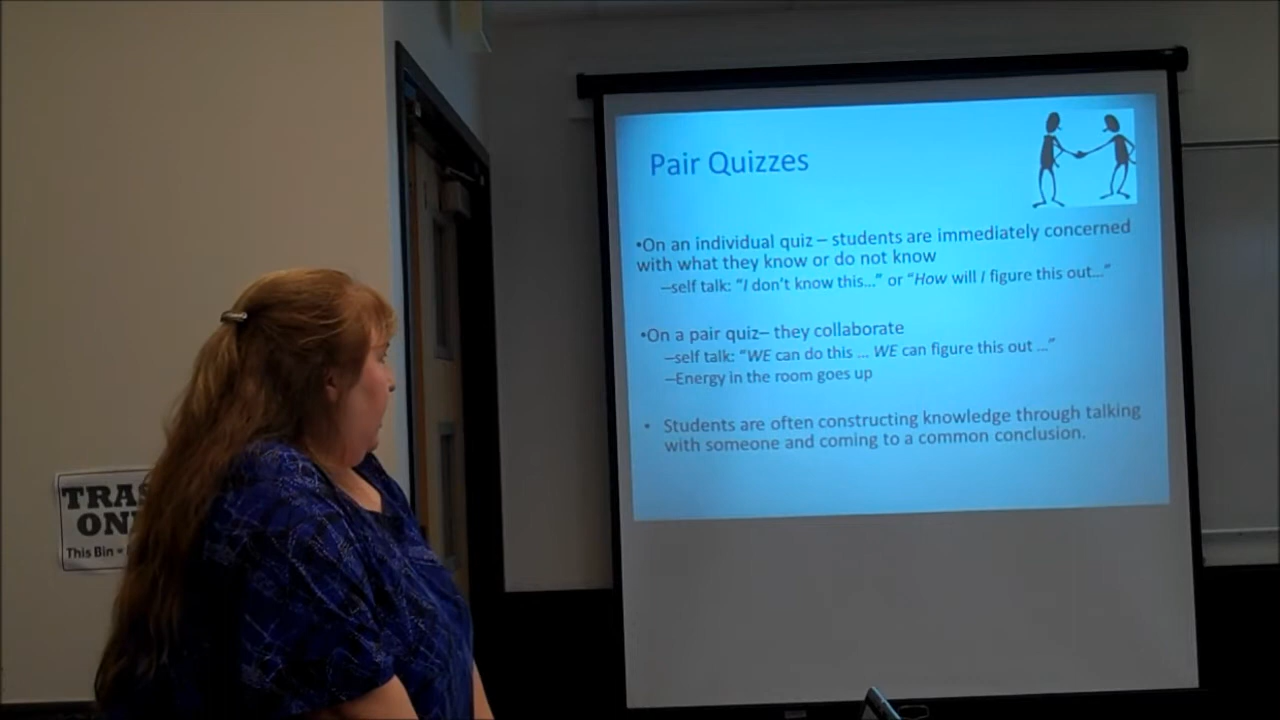 Pair Quizzes
•On an individual quiz – students are immediately concerned
with what they know or do not know
–self talk: “I don’t know this…” or “How will I figure this out…”
•On a pair quiz– they collaborate
–self talk: “WE can do this … WE can figure this out …”
–Energy in the room goes up
• Students are often constructing knowledge through talking
with someone and coming to a common conclusion.
This Bin =